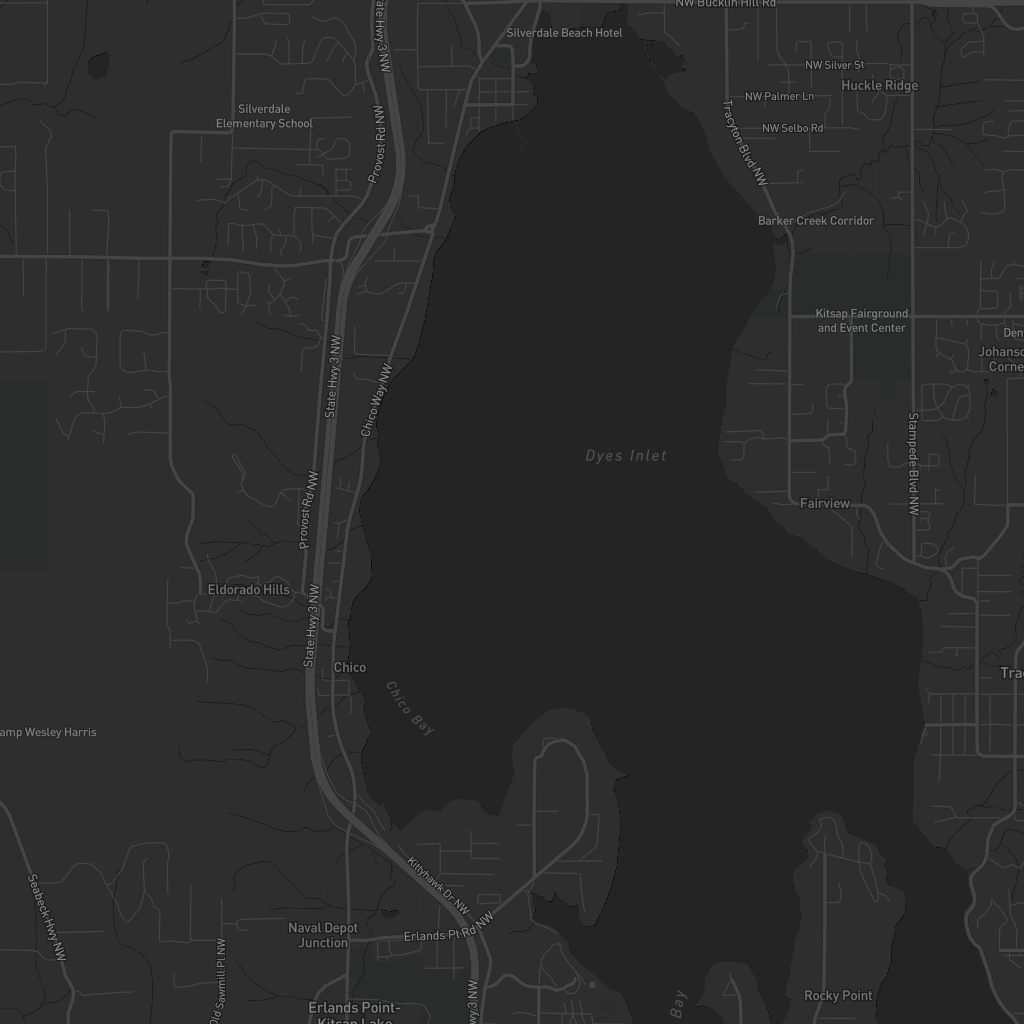 NW Bucklin Hill Rd
State Hwy 3 NW
Silverdale Beach Hotel
NW Silver St
Huckle Ridge
NW Palmer Ln
Silverdale
Elementary School
NW Selbo Rd
Provost Rd NW
Tracyton Blvd NW
Barker Creek Corridor
Kitsap Fairground
and Event Center
State Hwy 3 NW
Chico Way NW
Dyes Inlet
Stampede Blvd NW
Provost Rd NW
Fairview
Eldorado Hills
State Hwy 3 NW
Chico
Chico Bay
amp Wesley Harris
Kittyhawk Dr NW
Seabeck Hwy NW
Naval Depot
Junction
Erlands Pt Rd NW
Old Sawmill Pl NW
Erlands Point-
Kitsap Lake
Hwy 3 NW
Bay
Rocky Point